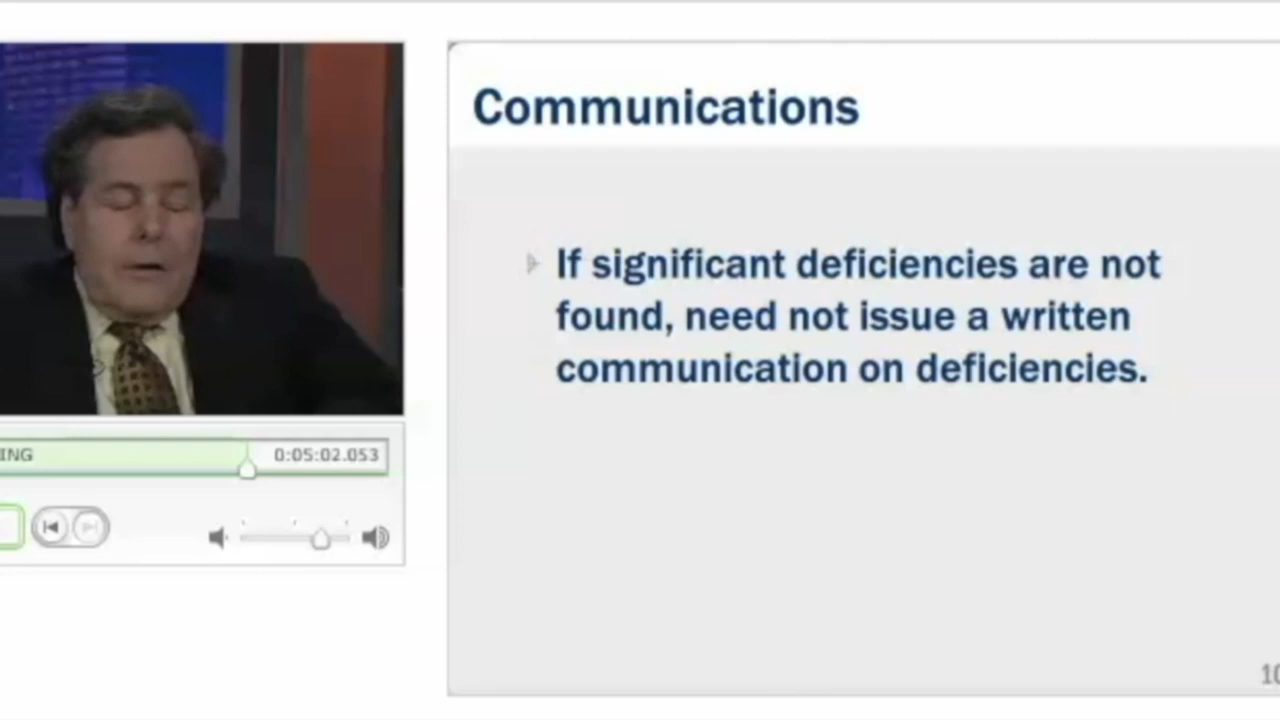 Communications
If significant deficiencies are not
found, need not issue a written
communication on deficiencies.
ING
0:05:02.053
10